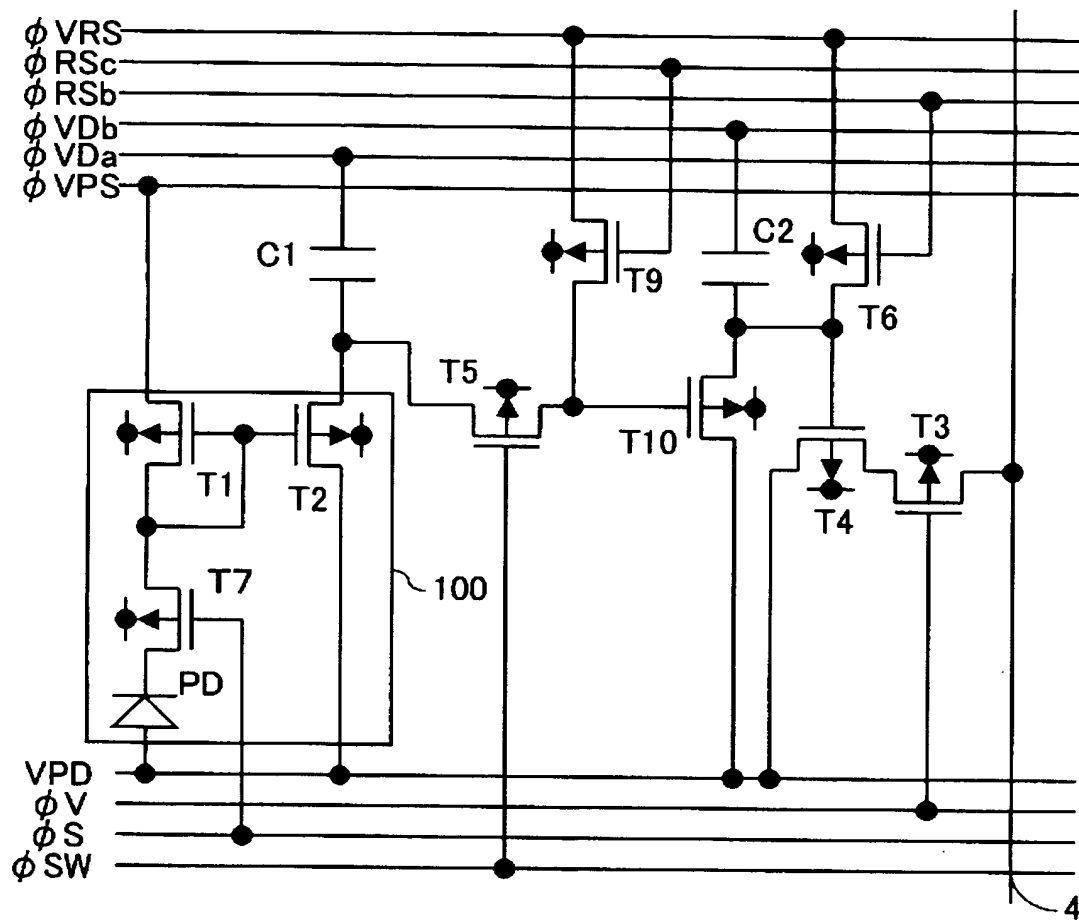 φVRS
φRSc
φRSb
φVDb
φVDa
φVPS
C1
T9
C2
T6
T5
T10
T3
T4
T1
T2
T7
100
PD
VPD
φV
φS
φSW
4